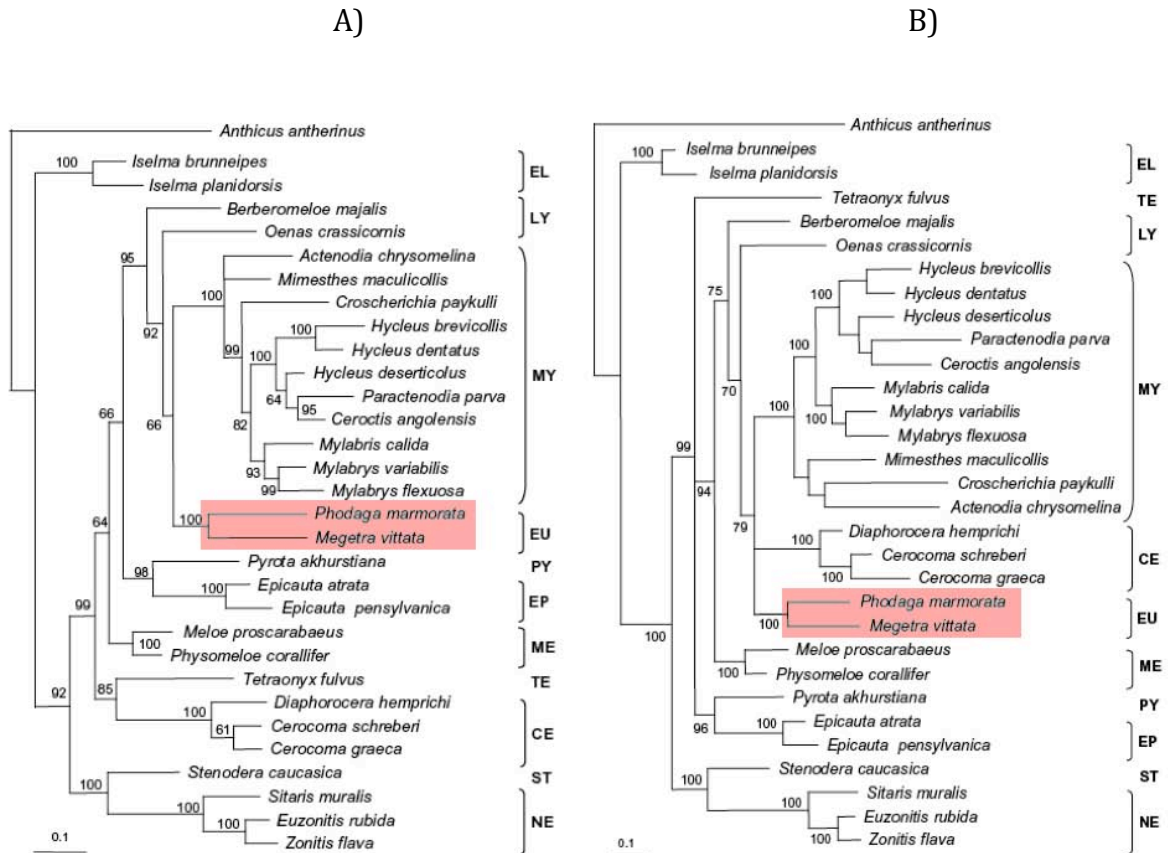 A)
B)
Anthicus antherinus
100
Iselma brunneipes
Iselma planidorsis
EL
Berberomeloe majalis
Oenas crassicornis
LY
95
Actenodia chrysomelina
Mimesthes maculicollis
100
Croscherichia paykulli
92
99
Hycleus brevicollis
100
Hycleus dentatus
100
Hycleus deserticolus
64
Paractenodia parva
95
Ceroctis angolensis
MY
66
66
82
Mylabris calida
93
Mylabrys variabilis
99
Mylabrys flexuosa
100
Phodaga marmorata
Megetra vittata
EU
64
Pyrota akhurstiana
PY
98
Epicauta atrata
100
Epicauta pensylvanica
EP
99
Meloe proscarabaeus
100
Physomeloe corallifer
ME
Tetraonyx fulvus
TE
92
85
Diaphorocera hemprichi
100
Cerocoma schreberi
61
Cerocoma graeca
CE
Stenodera caucasica
ST
100
Sitaris muralis
100
Euzonitis rubida
100
Zonitis flava
NE
0.1
Anthicus antherinus
Iselma brunneipes
100
Iselma planidorsis
EL
Tetraonyx fulvus
TE
Berberomeloe majalis
Oenas crassicornis
LY
Hycleus brevicollis
75
100
Hycleus dentatus
Hycleus deserticolus
100
Paractenodia parva
Ceroctis angolensis
70
Mylabris calida
MY
100
Mylabrys variabilis
100
Mylabrys flexuosa
99
Mimesthes maculicollis
94
Croscherichia paykulli
Actenodia chrysomelina
79
Diaphorocera hemprichi
100
Cerocoma schreberi
100
Cerocoma graeca
CE
Phodaga marmorata
100
Megetra vittata
EU
100
Meloe proscarabaeus
100
Physomeloe corallifer
ME
Pyrota akhurstiana
PY
96
100
Epicauta atrata
Epicauta pensylvanica
EP
Stenodera caucasica
ST
100
Sitaris muralis
100
Euzonitis rubida
100
Zonitis flava
NE
0.1